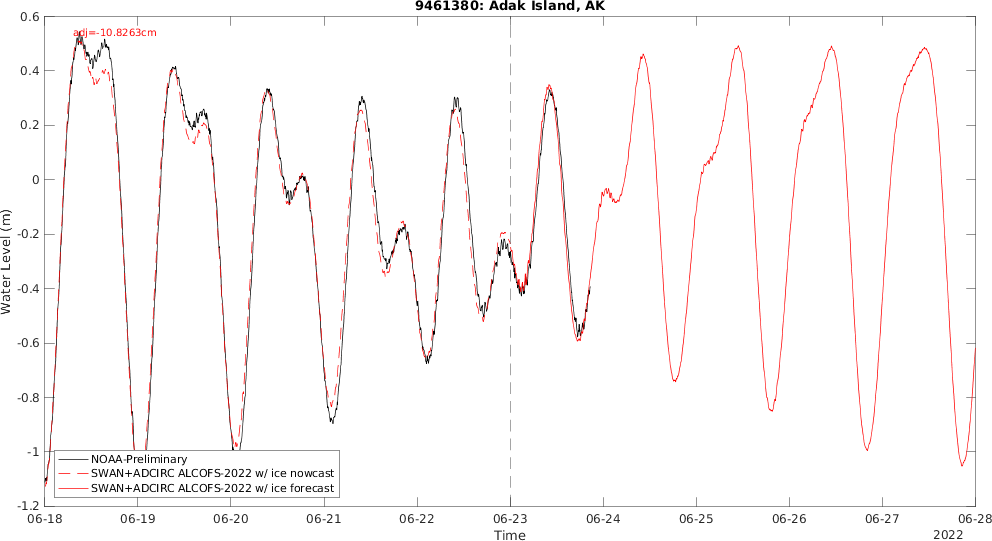 9461380: Adak Island, AK
adj=-10.8263cm
0.6
0.4
0.2
0
-0.2
-0.4
-0.6
-0.8
-1
-1.2
Water Level (m)
NOAA-Preliminary
SWAN+ADCIRC ALCOFS-2022 w/ ice nowcast
SWAN+ADCIRC ALCOFS-2022 w/ ice forecast
06-18 06-19 06-20 06-21 06-22 06-23 06-24 06-25 06-26 06-27 06-28
Time
2022